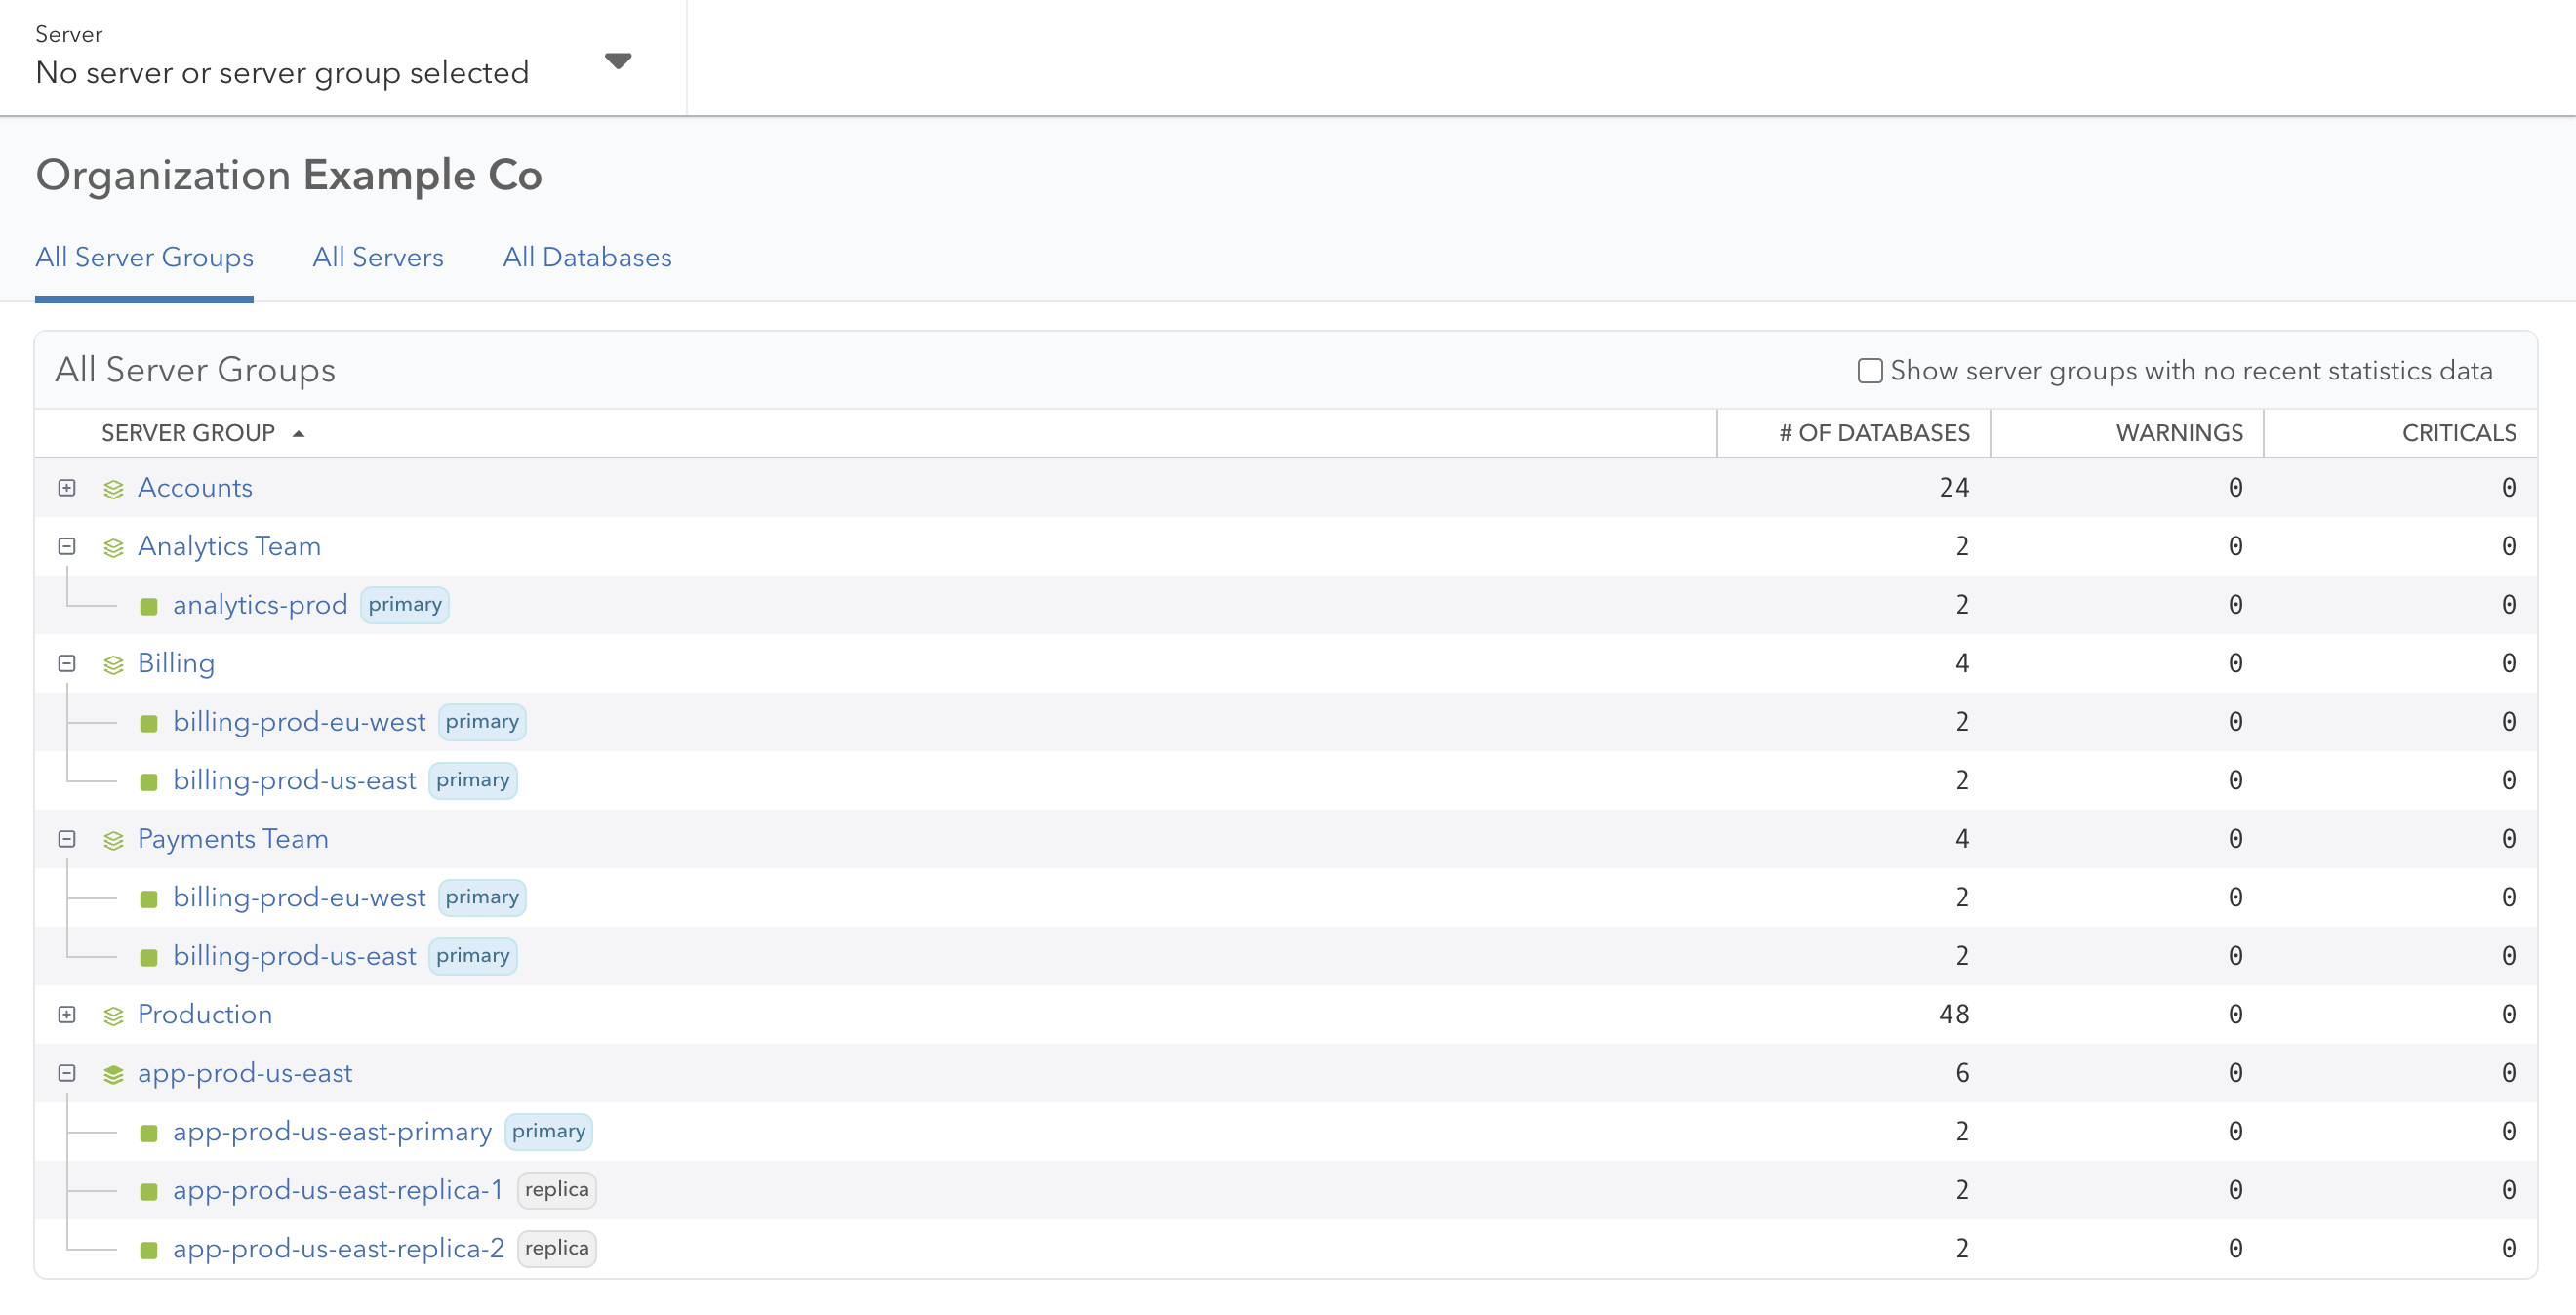 Server
No server or server group selected
Organization Example Co
All Server Groups All Servers All Databases
All Server Groups Show server groups with no recent statistics data
SERVER GROUP # OF DATABASES WARNINGS CRITICALS
Accounts 24 0 0
Analytics Team 2 0 0
analytics-prod primary 2 0 0
Billing 4 0 0
billing-prod-eu-west primary 2 0 0
billing-prod-us-east primary 2 0 0
Payments Team 4 0 0
billing-prod-eu-west primary 2 0 0
billing-prod-us-east primary 2 0 0
Production 48 0 0
app-prod-us-east 6 0 0
app-prod-us-east-primary primary 2 0 0
app-prod-us-east-replica-1 replica 2 0 0
app-prod-us-east-replica-2 replica 2 0 0